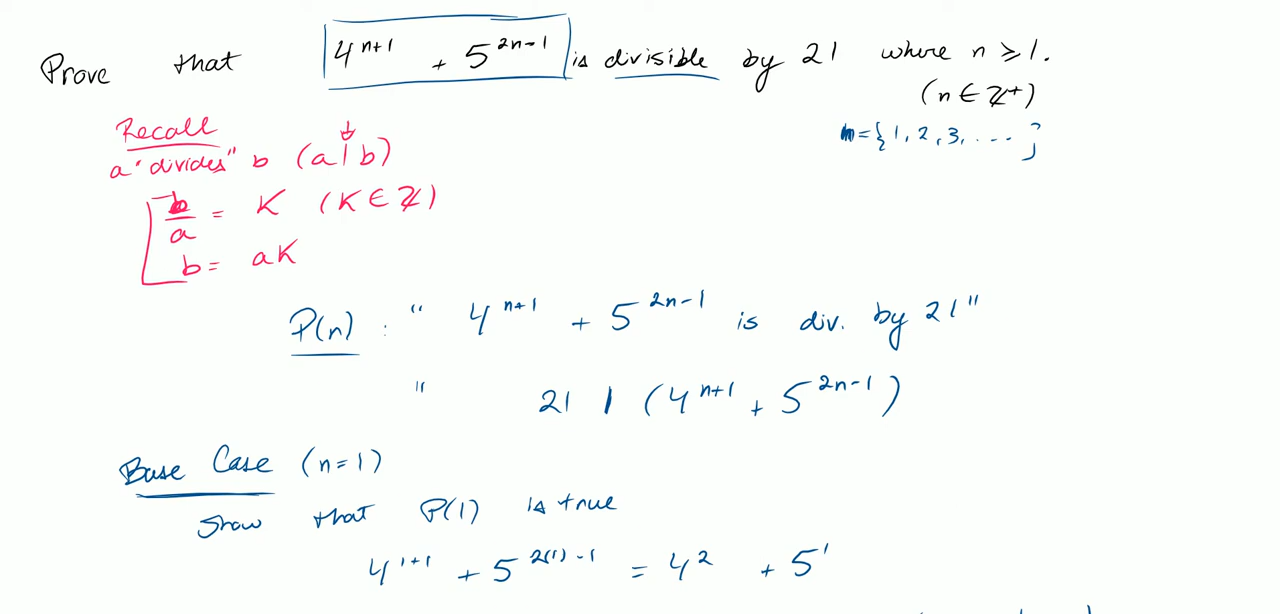 Prove that 4^{n+1} + 5^{2n-1} is divisible by 21 where n ≥ 1.
(n ∈ ℤ⁺)
n = {1, 2, 3, ....}
Recall
a "divides" b (a | b)
b/a = K (K ∈ ℤ)
b = aK
P(n) : " 4^{n+1} + 5^{2n-1} is div. by 21"
" 21 | (4^{n+1} + 5^{2n-1})
Base Case (n=1)
Show that P(1) is true
4^{1+1} + 5^{2(1)-1} = 4^2 + 5^1